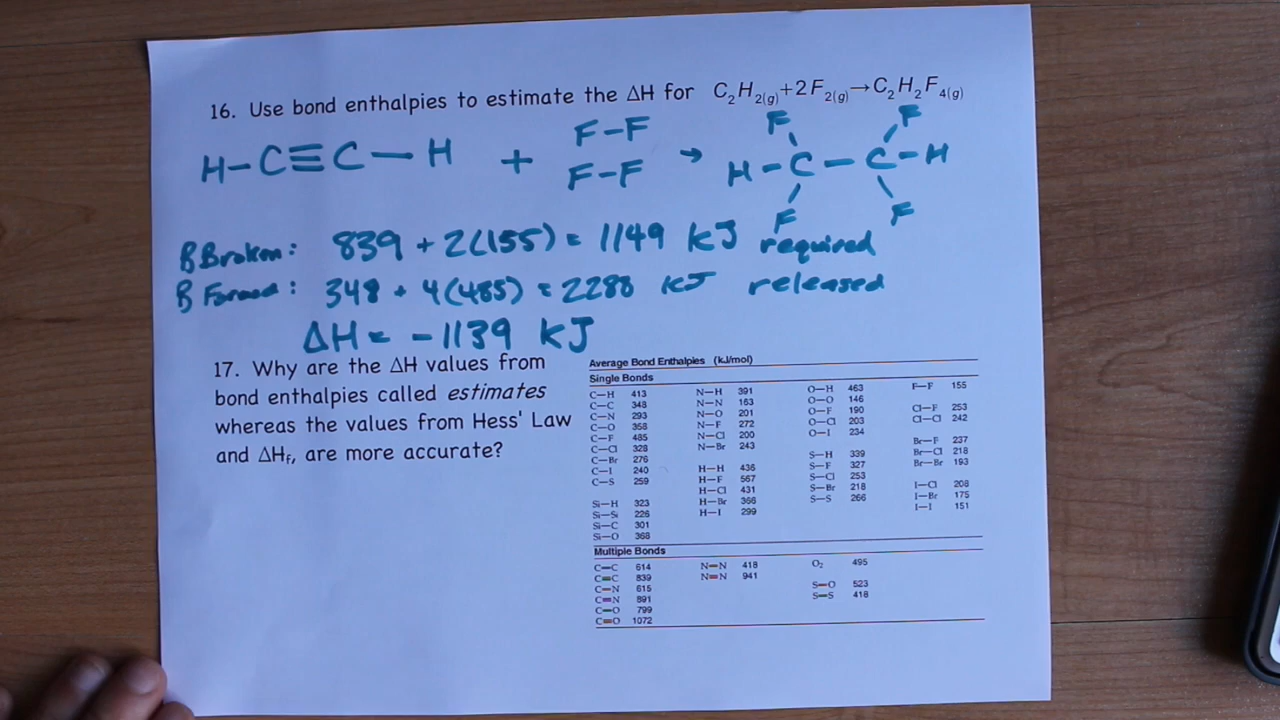 16. Use bond enthalpies to estimate the ΔH for C₂H₂(g)+2F₂(g)→C₂H₂F₄(g)
F F
H–C≡C–H + F–F F–F → H–C–C–H
F F
B Broken: 839 + 2(155) = 1149 kJ required
B Formed: 348 + 4(485) = 2288 kJ released
ΔH = -1139 kJ
17. Why are the ΔH values from
bond enthalpies called estimates
whereas the values from Hess' Law
and ΔHf, are more accurate?
Average Bond Enthalpies (kJ/mol)
Single Bonds
C–H 413 N–H 391 O–H 463 F–F 155
C–C 348 N–N 163 O–O 146
C–N 293 N–O 201 O–F 190 Cl–F 253
C–O 358 N–F 272 O–Cl 203 Cl–Cl 242
C–F 485 N–Cl 200 O–I 234
C–Cl 328 N–Br 243 Br–F 237
C–Br 276 S–H 339 Br–Cl 218
C–I 240 H–H 436 S–F 327 Br–Br 193
C–S 259 H–F 567 S–Cl 253
H–Cl 431 S–Br 218 I–Cl 208
Si–H 323 H–Br 366 S–S 266 I–Br 175
Si–Si 226 H–I 299 I–I 151
Si–C 301
Si–O 368
Multiple Bonds
C=C 614 N=N 418 O₂ 495
C≡C 839 N≡N 941
C=N 615 S=O 523
C≡N 891 S=S 418
C=O 799
C≡O 1072